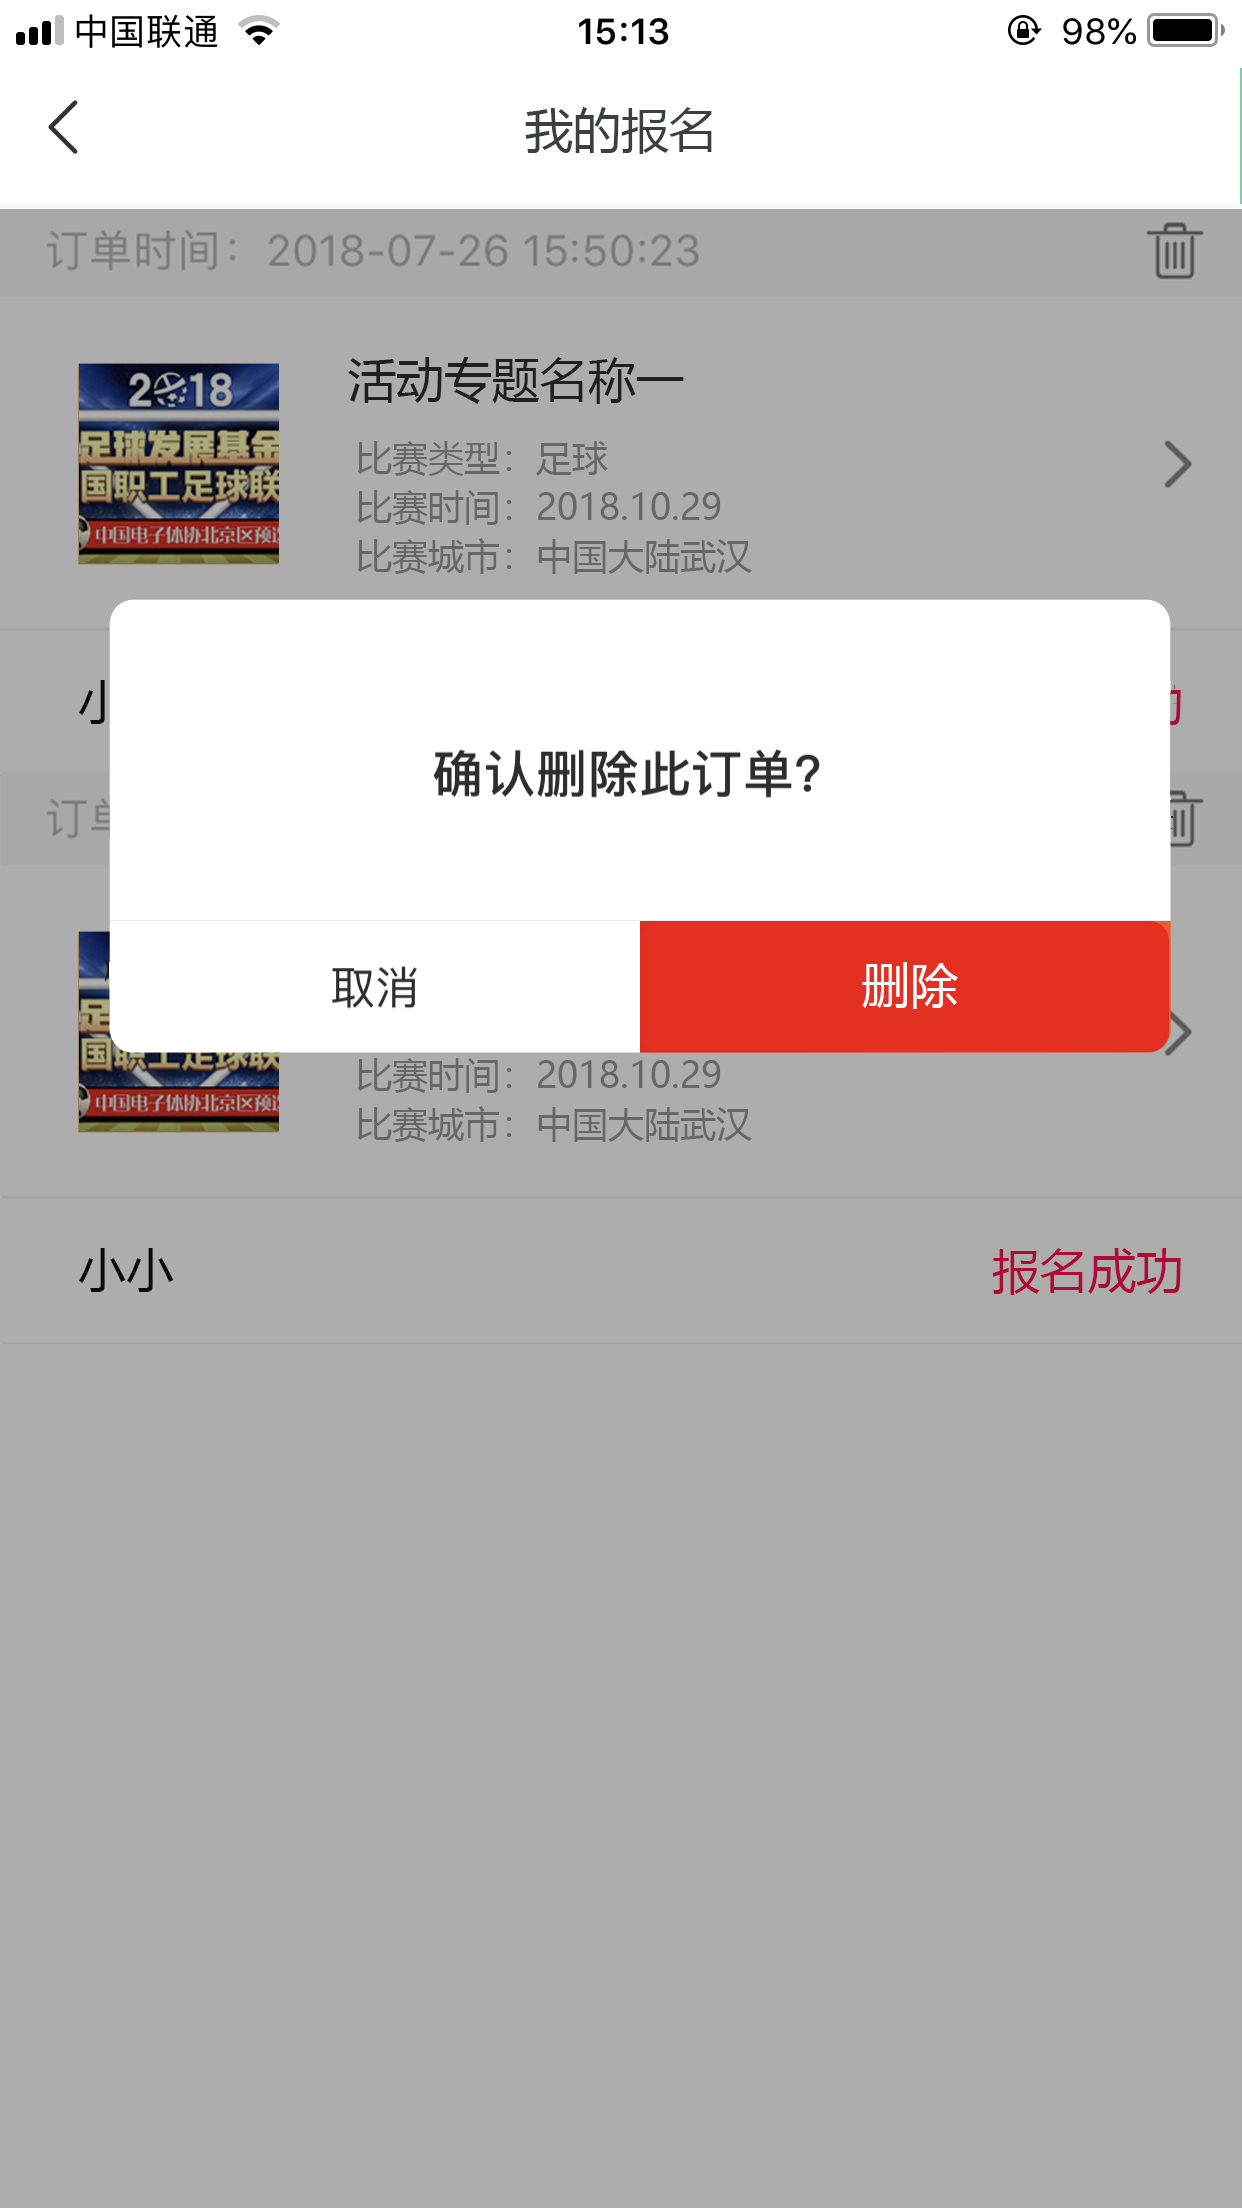 中国联通 15:13 98%
我的报名
订单时间：2018-07-26 15:50:23
活动专题名称一
2018
足球发展基金
国职工足球联
中国电子体协北京区预
比赛类型：足球
比赛时间：2018.10.29
比赛城市：中国大陆武汉
小
确认删除此订单?
订
取消 删除
国职工足球联
中国电子体协北京区预
比赛时间：2018.10.29
比赛城市：中国大陆武汉
小小 报名成功